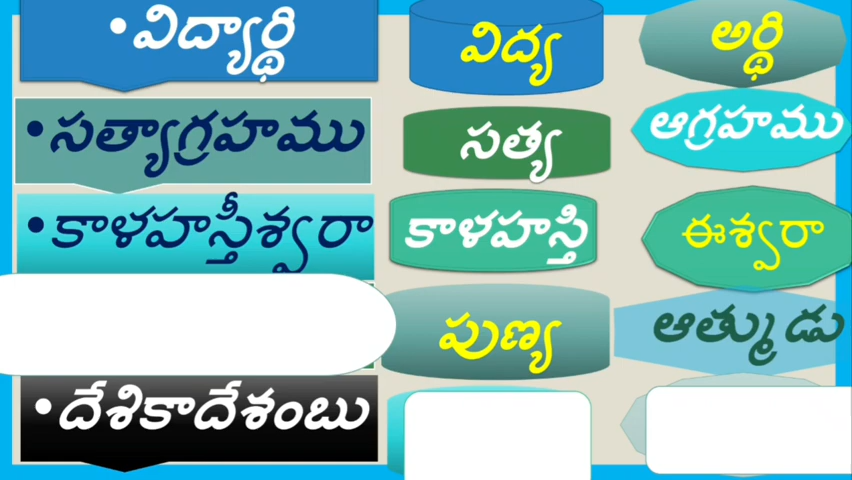 •విద్యార్థి విద్య అర్థి
•సత్యాగ్రహము సత్య ఆగ్రహము
•కాళహస్తీశ్వరా కాళహస్తి ఈశ్వరా
పుణ్య ఆత్ముడు
•దేశికాదేశంబు